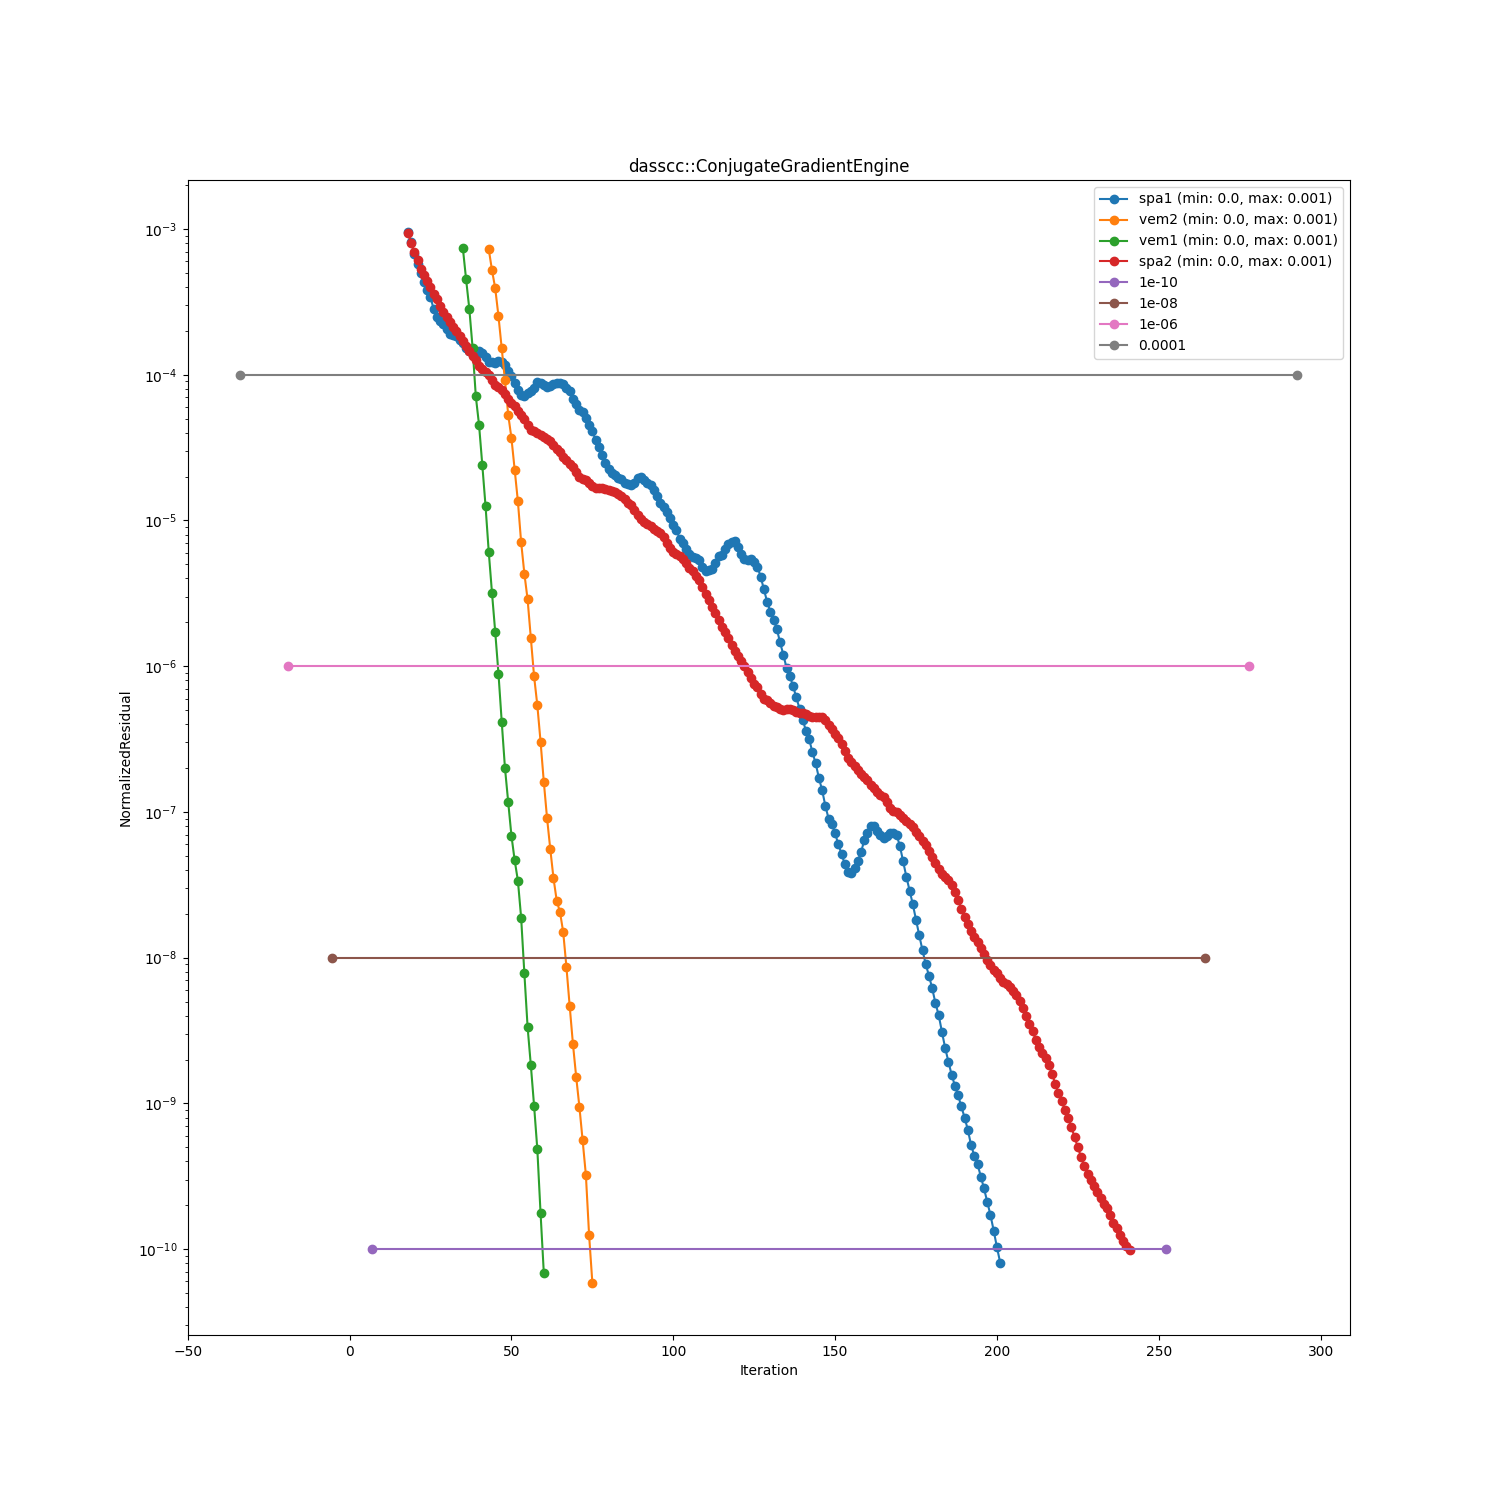 dasscc::ConjugateGradientEngine
spa1 (min: 0.0, max: 0.001)
vem2 (min: 0.0, max: 0.001)
vem1 (min: 0.0, max: 0.001)
spa2 (min: 0.0, max: 0.001)
1e-10
1e-08
1e-06
0.0001
10⁻³
10⁻⁴
10⁻⁵
10⁻⁶
10⁻⁷
10⁻⁸
10⁻⁹
10⁻¹⁰
NormalizedResidual
−50 0 50 100 150 200 250 300
Iteration